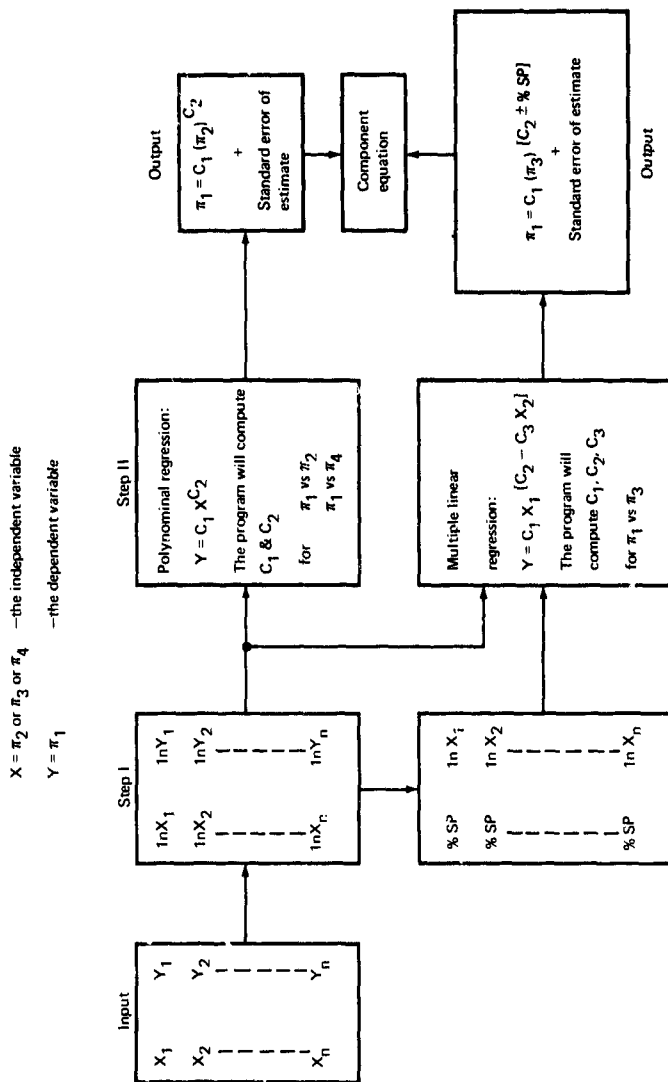 X = π2 or π3 or π4 —the independent variable
Y = π1 —the dependent variable
Input
X1 Y1
X2 Y2
Xn Yn
Step I
1nX1 1nY1
1nX2 1nY2
1nXn 1nYn
% SP 1n Xi
% SP 1n X2
% SP 1n Xn
Step II
Polynominal regression:
Y = C1 X^C2
The program will compute
C1 & C2
for π1 vs π2
π1 vs π4
Multiple linear
regression:
Y = C1 X1 (C2 − C3 X2]
The program will
compute C1, C2, C3
for π1 vs π3
Output
π1 = C1 (π2)^C2
+
Standard error of
estimate
Component
equation
π1 = C1 (π3) [C2 ± % SP]
+
Standard error of estimate
Output